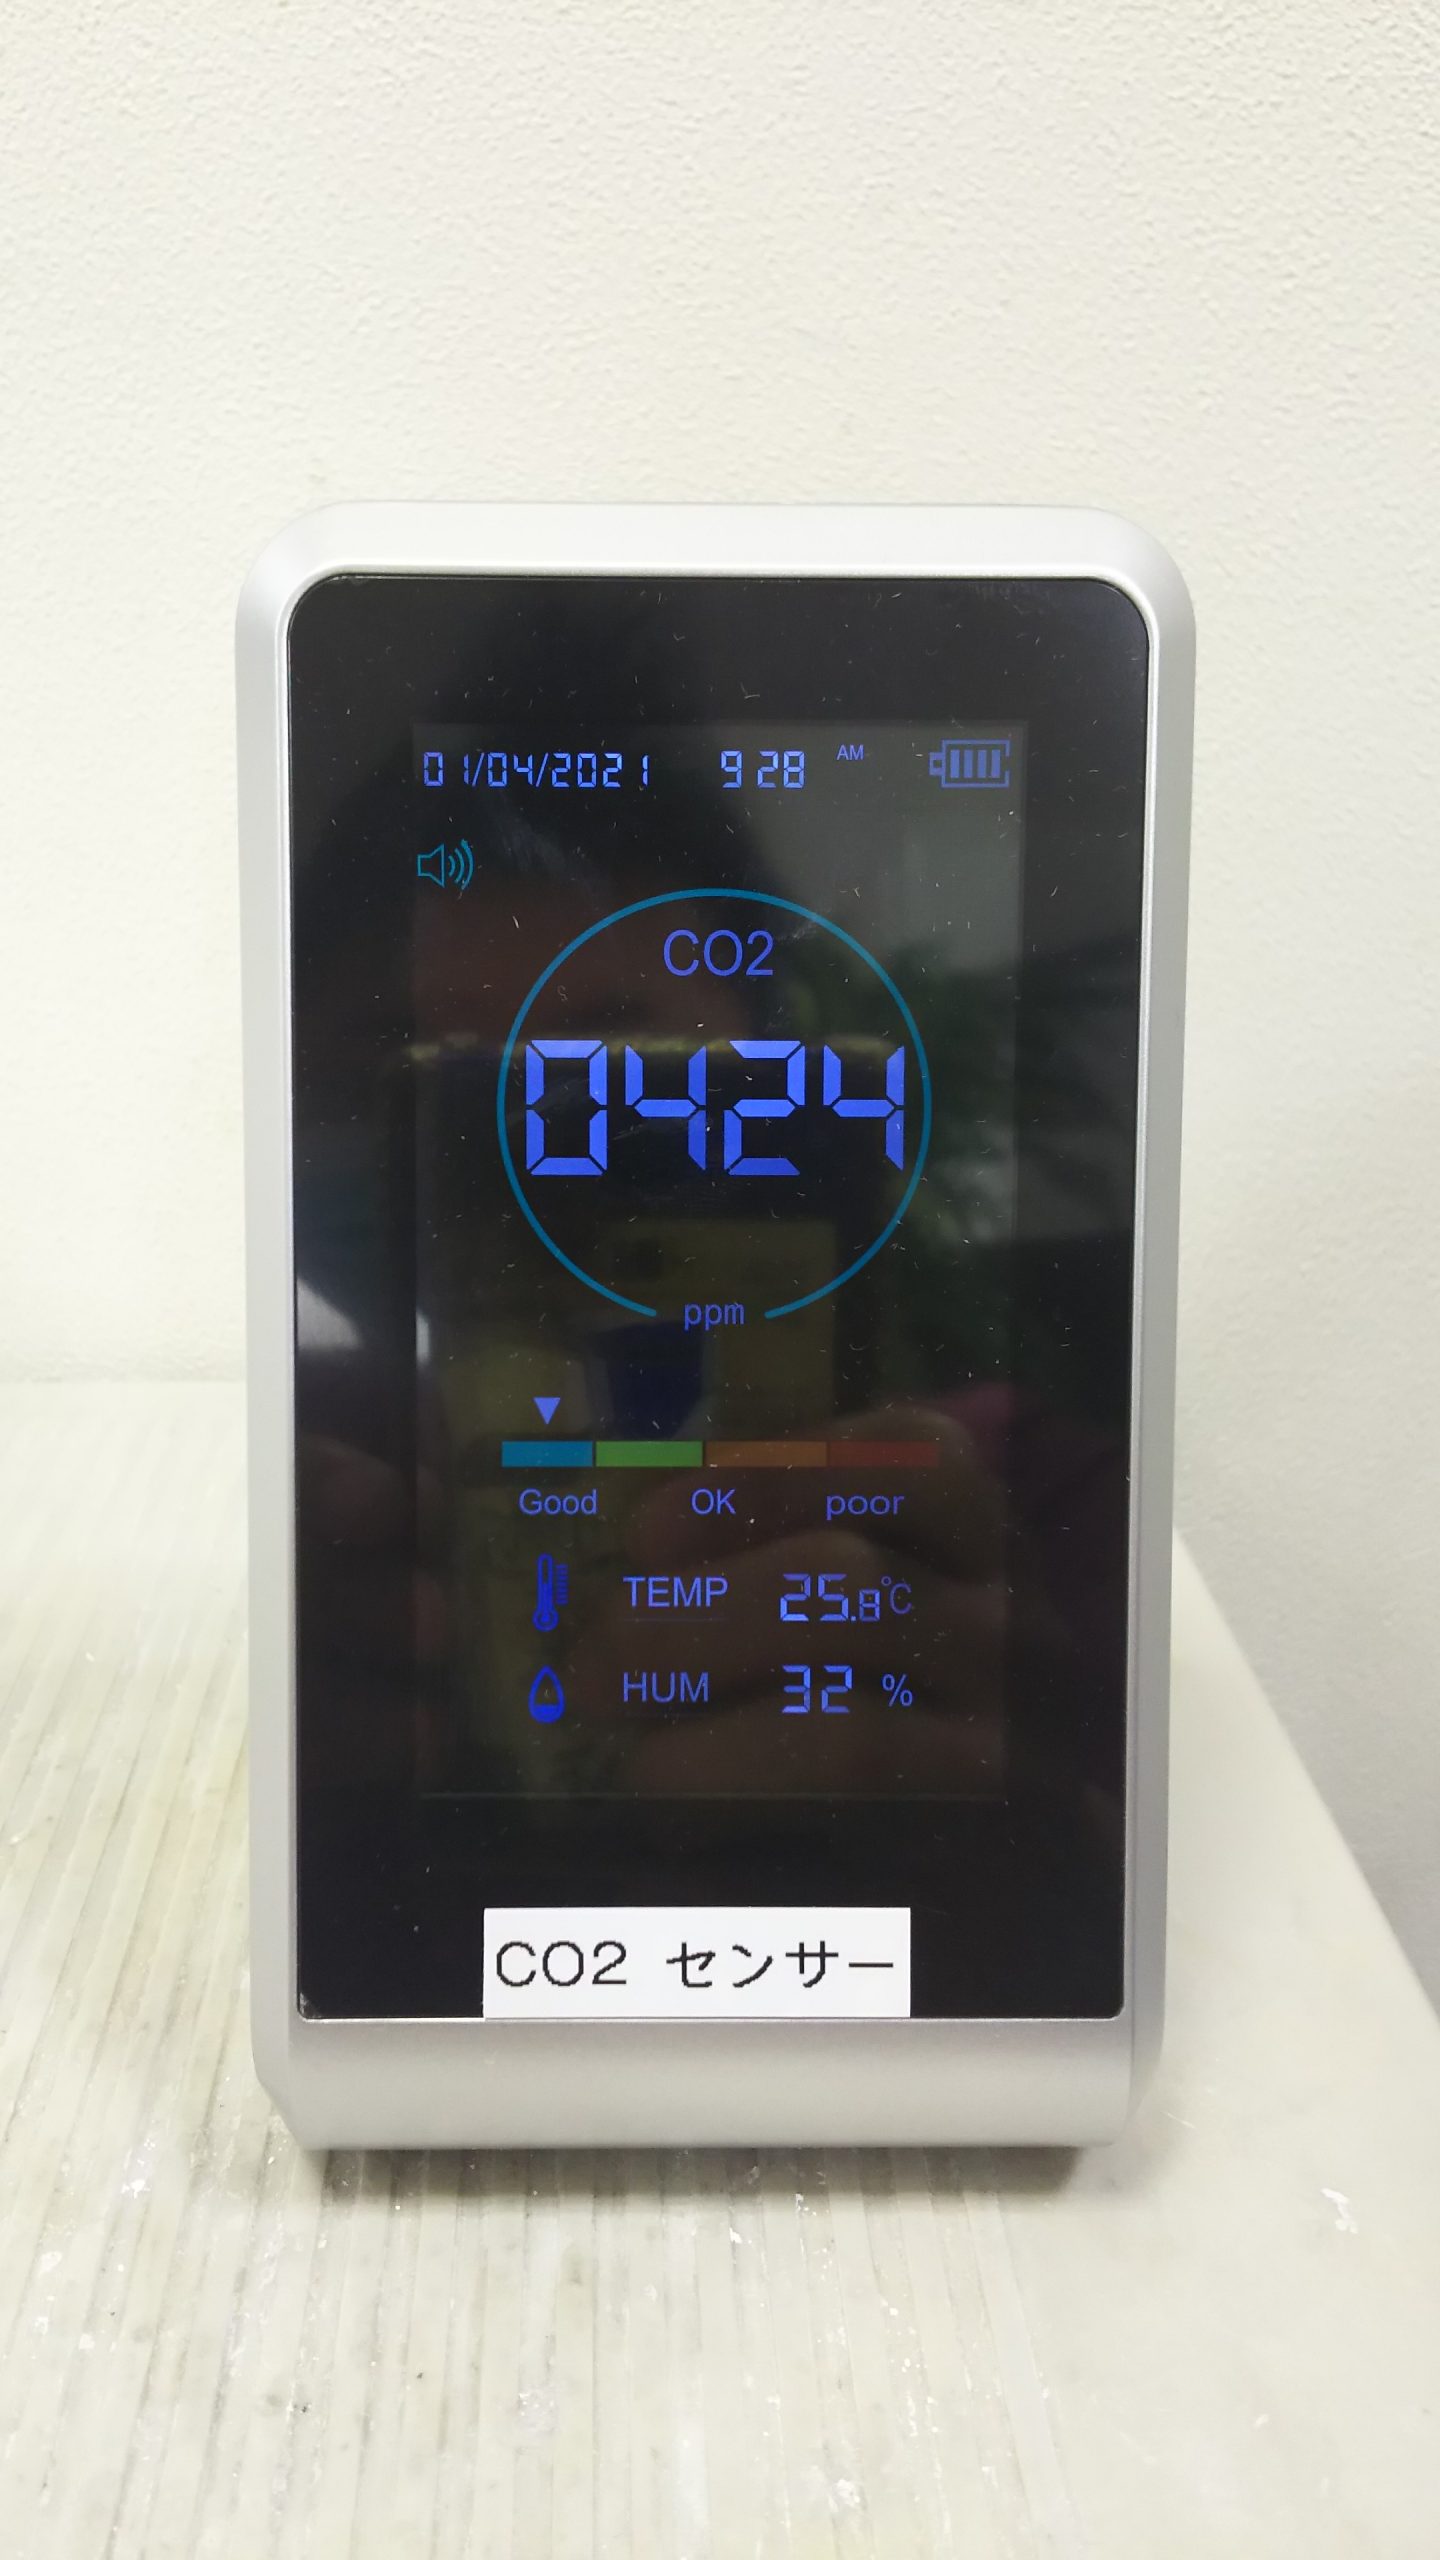 01/04/2021 9 28 AM
CO2
0424
ppm
Good OK poor
TEMP 25.8℃
HUM 32 %
CO2 センサー